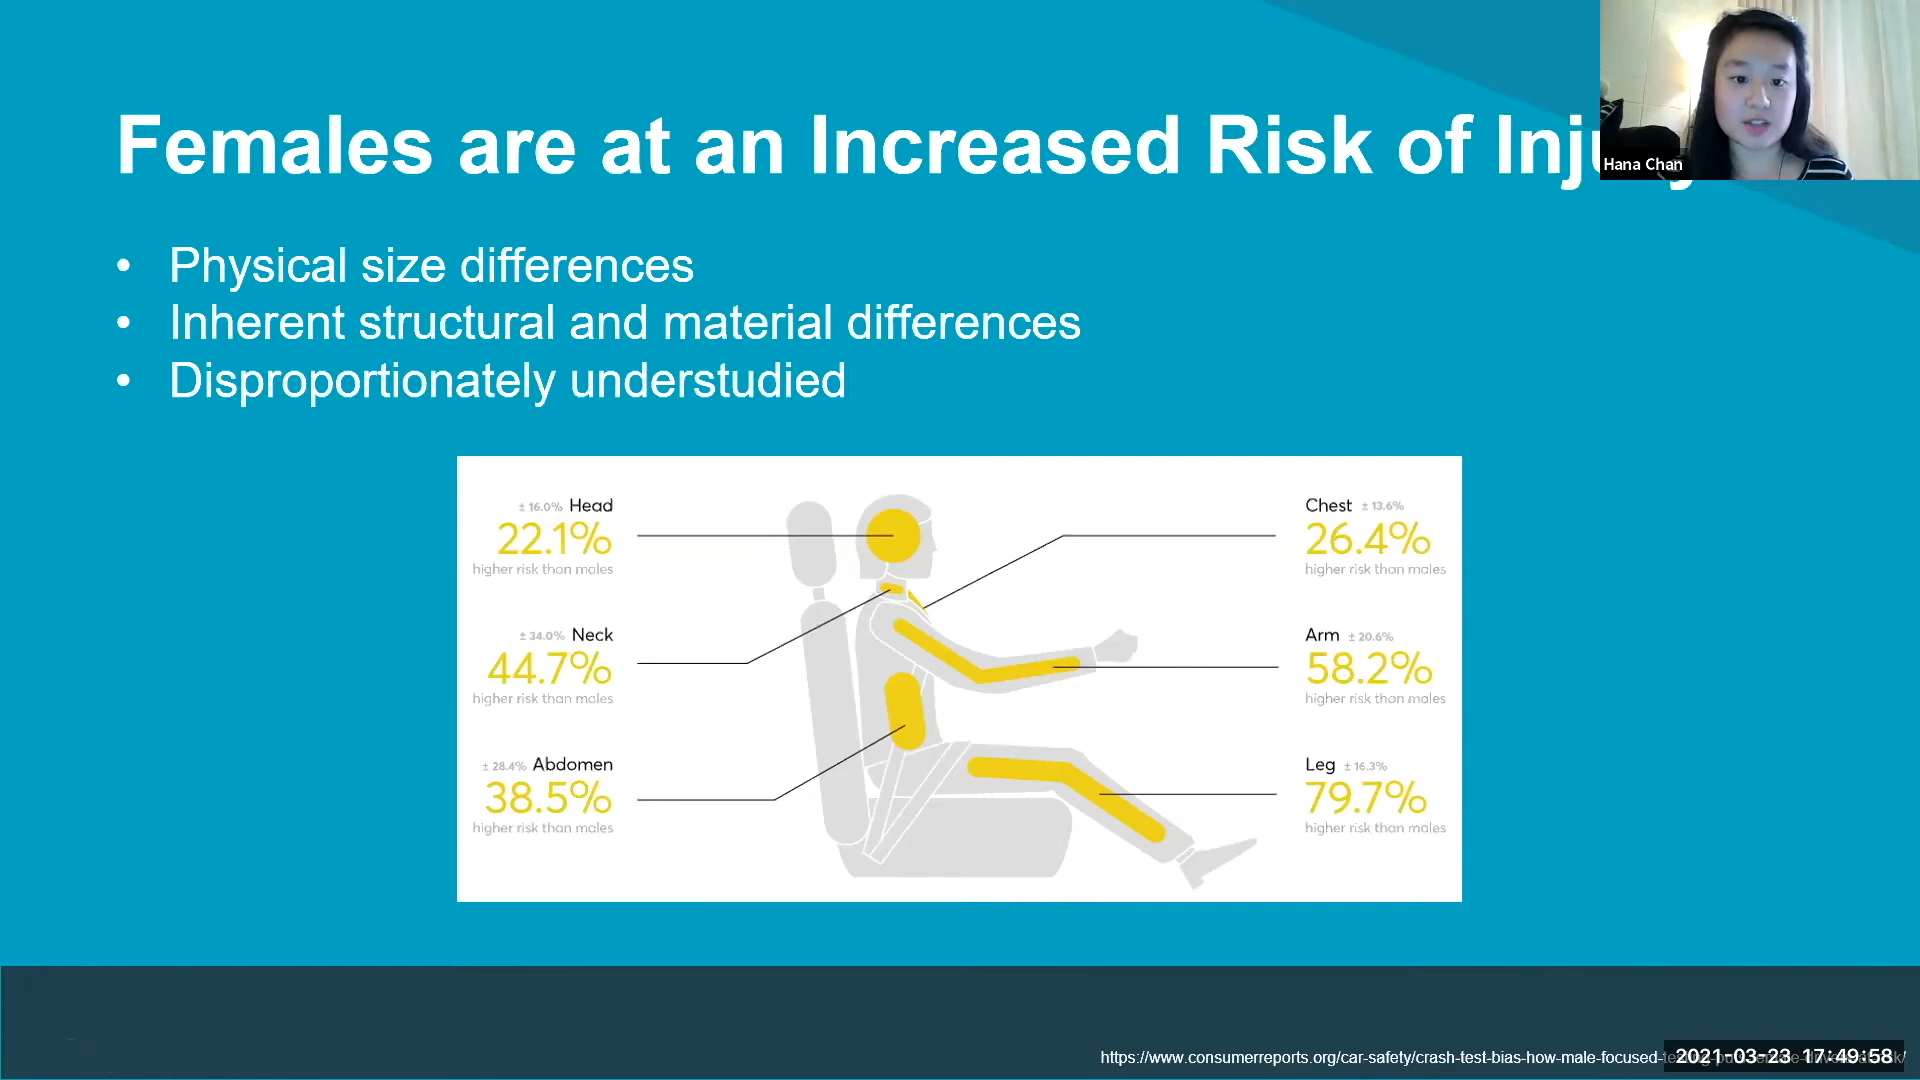 Females are at an Increased Risk of
Hana Chan
• Physical size differences
• Inherent structural and material differences
• Disproportionately understudied
± 16.0% Head
22.1%
higher risk than males
± 34.0% Neck
44.7%
higher risk than males
± 28.4% Abdomen
38.5%
higher risk than males
Chest ± 13.6%
26.4%
higher risk than males
Arm ± 20.6%
58.2%
higher risk than males
Leg ± 16.3%
79.7%
higher risk than males
https://www.consumerreports.org/car-safety/crash-test-bias-how-male-focused-
2021-03-23 17:49:58